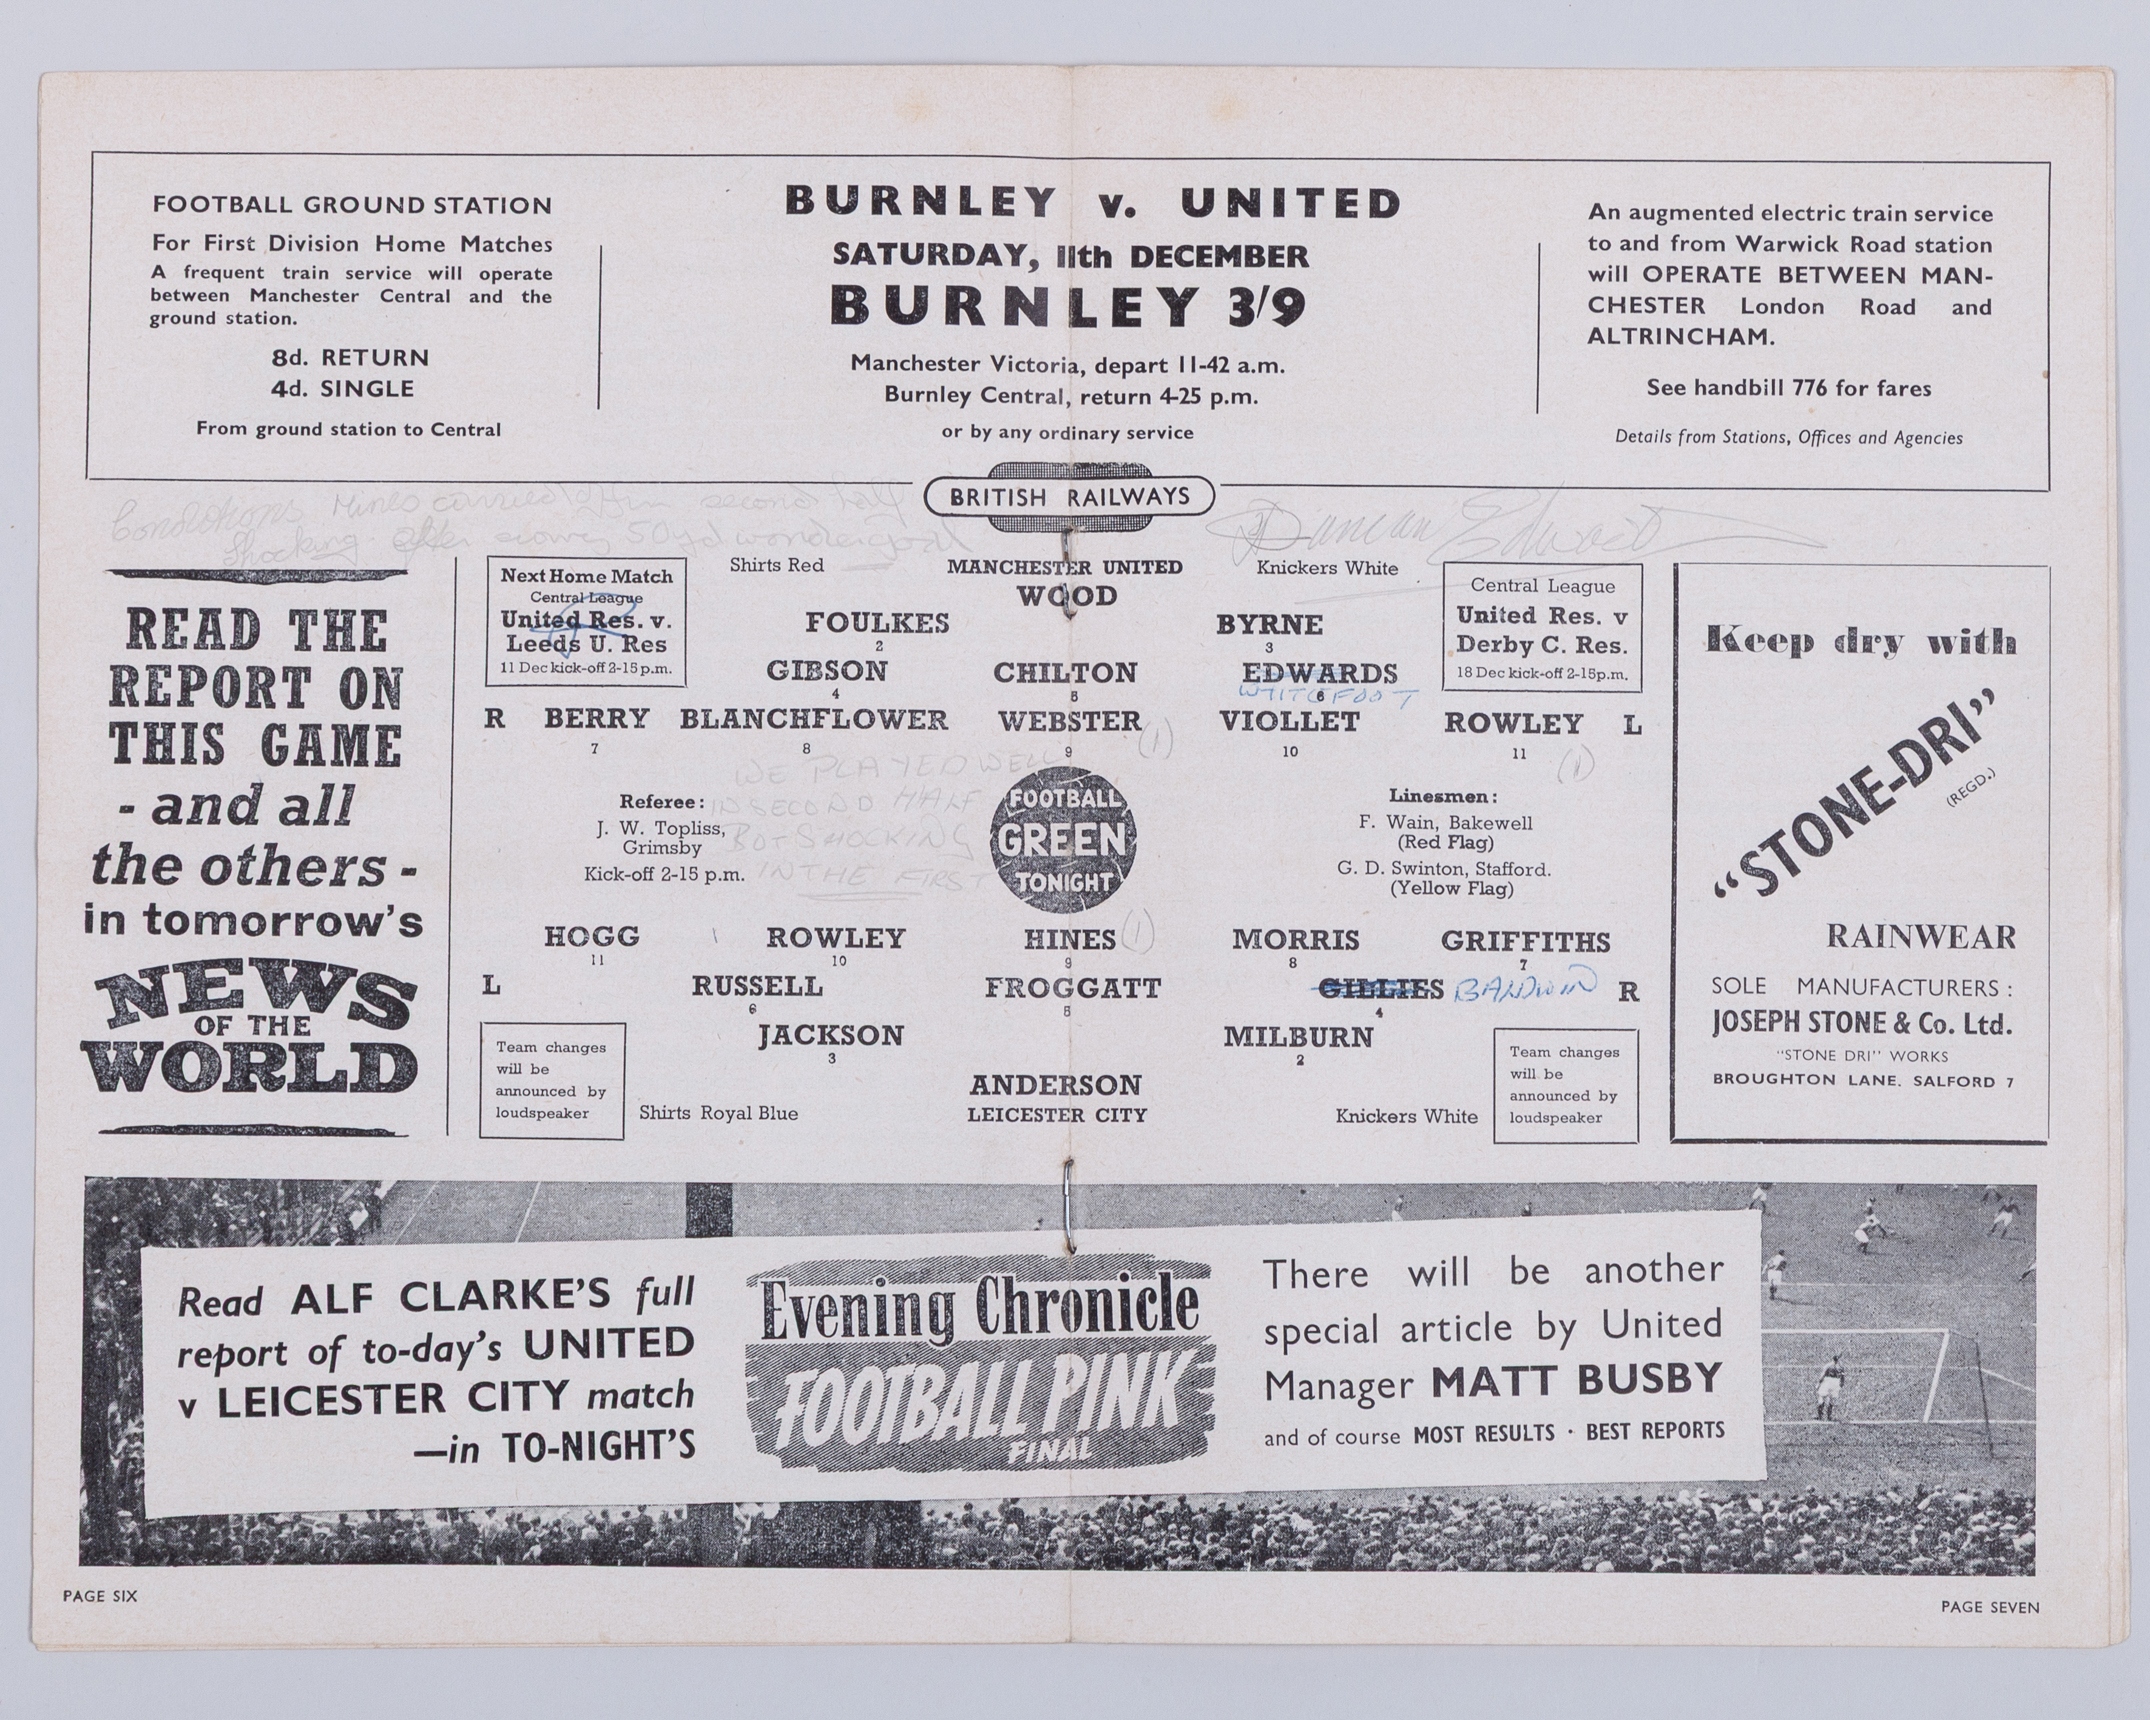 FOOTBALL GROUND STATION
For First Division Home Matches
A frequent train service will operate
between Manchester Central and the
ground station.
8d. RETURN
4d. SINGLE
From ground station to Central
BURNLEY v. UNITED
SATURDAY, 11th DECEMBER
BURNLEY 3/9
Manchester Victoria, depart 11-42 a.m.
Burnley Central, return 4-25 p.m.
or by any ordinary service
BRITISH RAILWAYS
An augmented electric train service
to and from Warwick Road station
will OPERATE BETWEEN MAN-
CHESTER London Road and
ALTRINCHAM.
See handbill 776 for fares
Details from Stations, Offices and Agencies
Conditions
Shocking
Hines carried off in second half
after scoring 50yd wondergoal
Duncan Edwards
READ THE
REPORT ON
THIS GAME
- and all
the others -
in tomorrow's
NEWS
OF THE
WORLD
Next Home Match
Central League
United Res. v.
Leeds U. Res
11 Dec kick-off 2-15 p.m.
Shirts Red
MANCHESTER UNITED
Knickers White
WOOD
FOULKES
2
BYRNE
3
GIBSON
4
CHILTON
5
EDWARDS
6
WHITEFOOT
R BERRY BLANCHFLOWER WEBSTER (1) VIOLLET ROWLEY L
7 8 9 10 11
(1)
Central League
United Res. v
Derby C. Res.
18 Dec kick-off 2-15p.m.
Referee:
J. W. Topliss,
Grimsby
Kick-off 2-15 p.m.
WE PLAYED WELL
IN SECOND HALF
BUT SHOCKING
IN THE FIRST
FOOTBALL
GREEN
TONIGHT
Linesmen:
F. Wain, Bakewell
(Red Flag)
G. D. Swinton, Stafford.
(Yellow Flag)
HOGG ROWLEY HINES (1) MORRIS GRIFFITHS
11 10 9 8 7
L RUSSELL FROGGATT GILLIES BALDWIN R
6 5 4
JACKSON MILBURN
3 2
ANDERSON
LEICESTER CITY
Team changes
will be
announced by
loudspeaker
Shirts Royal Blue
Knickers White
Team changes
will be
announced by
loudspeaker
Keep dry with
"STONE-DRI"
(REGD.)
RAINWEAR
SOLE MANUFACTURERS:
JOSEPH STONE & Co. Ltd.
"STONE DRI" WORKS
BROUGHTON LANE. SALFORD 7
Read ALF CLARKE'S full
report of to-day's UNITED
v LEICESTER CITY match
—in TO-NIGHT'S
Evening Chronicle
FOOTBALL PINK
FINAL
There will be another
special article by United
Manager MATT BUSBY
and of course MOST RESULTS · BEST REPORTS
PAGE SIX
PAGE SEVEN